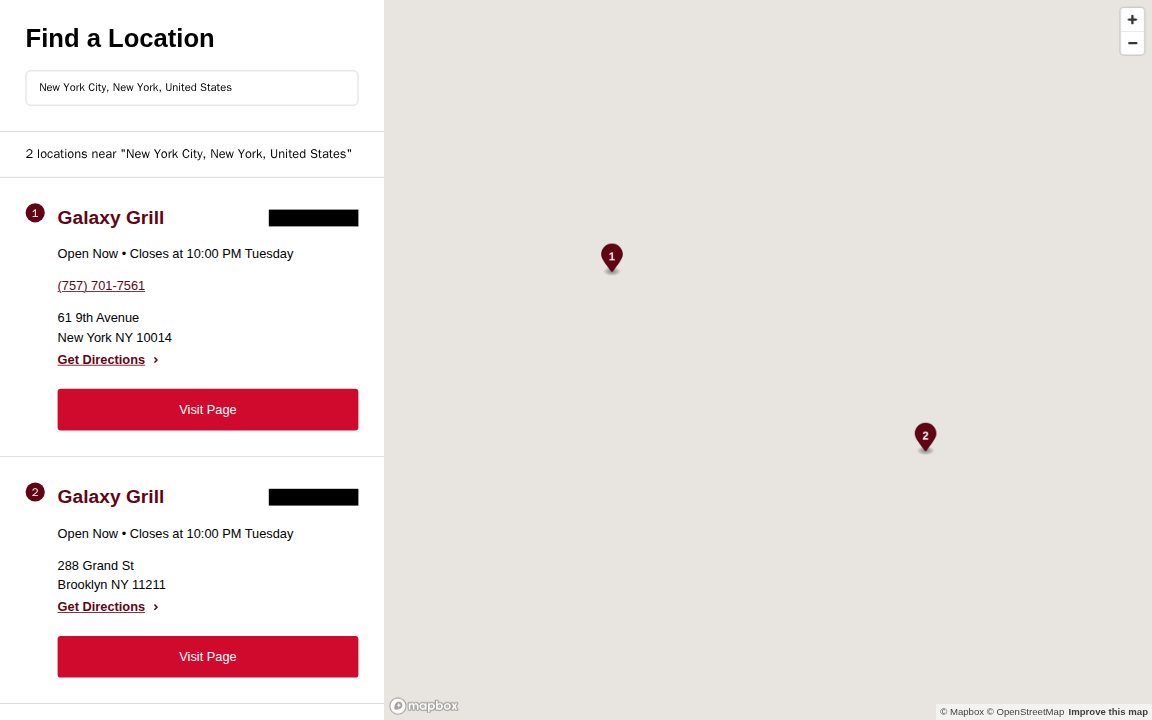 Find a Location
New York City, New York, United States
2 locations near "New York City, New York, United States"
1 Galaxy Grill
Open Now • Closes at 10:00 PM Tuesday
(757) 701-7561
61 9th Avenue
New York NY 10014
Get Directions
Visit Page
2 Galaxy Grill
Open Now • Closes at 10:00 PM Tuesday
288 Grand St
Brooklyn NY 11211
Get Directions
Visit Page
+
−
1
2
mapbox
© Mapbox © OpenStreetMap Improve this map